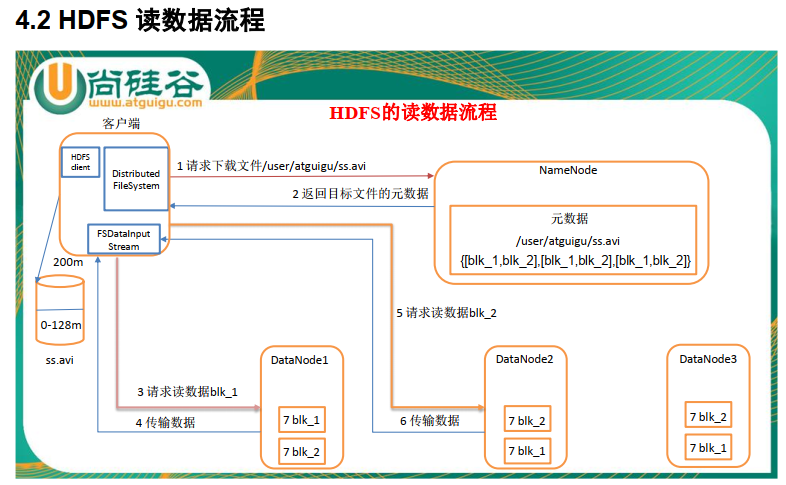 4.2 HDFS 读数据流程
尚硅谷
www.atguigu.com
HDFS的读数据流程
客户端
HDFS
client
Distributed
FileSystem
1 请求下载文件/user/atguigu/ss.avi
NameNode
2 返回目标文件的元数据
元数据
/user/atguigu/ss.avi
{[blk_1,blk_2],[blk_1,blk_2],[blk_1,blk_2]}
FSDataInput
Stream
200m
0-128m
ss.avi
5 请求读数据blk_2
DataNode1
DataNode2
DataNode3
3 请求读数据blk_1
4 传输数据
6 传输数据
7 blk_1
7 blk_2
7 blk_2
7 blk_1
7 blk_2
7 blk_1